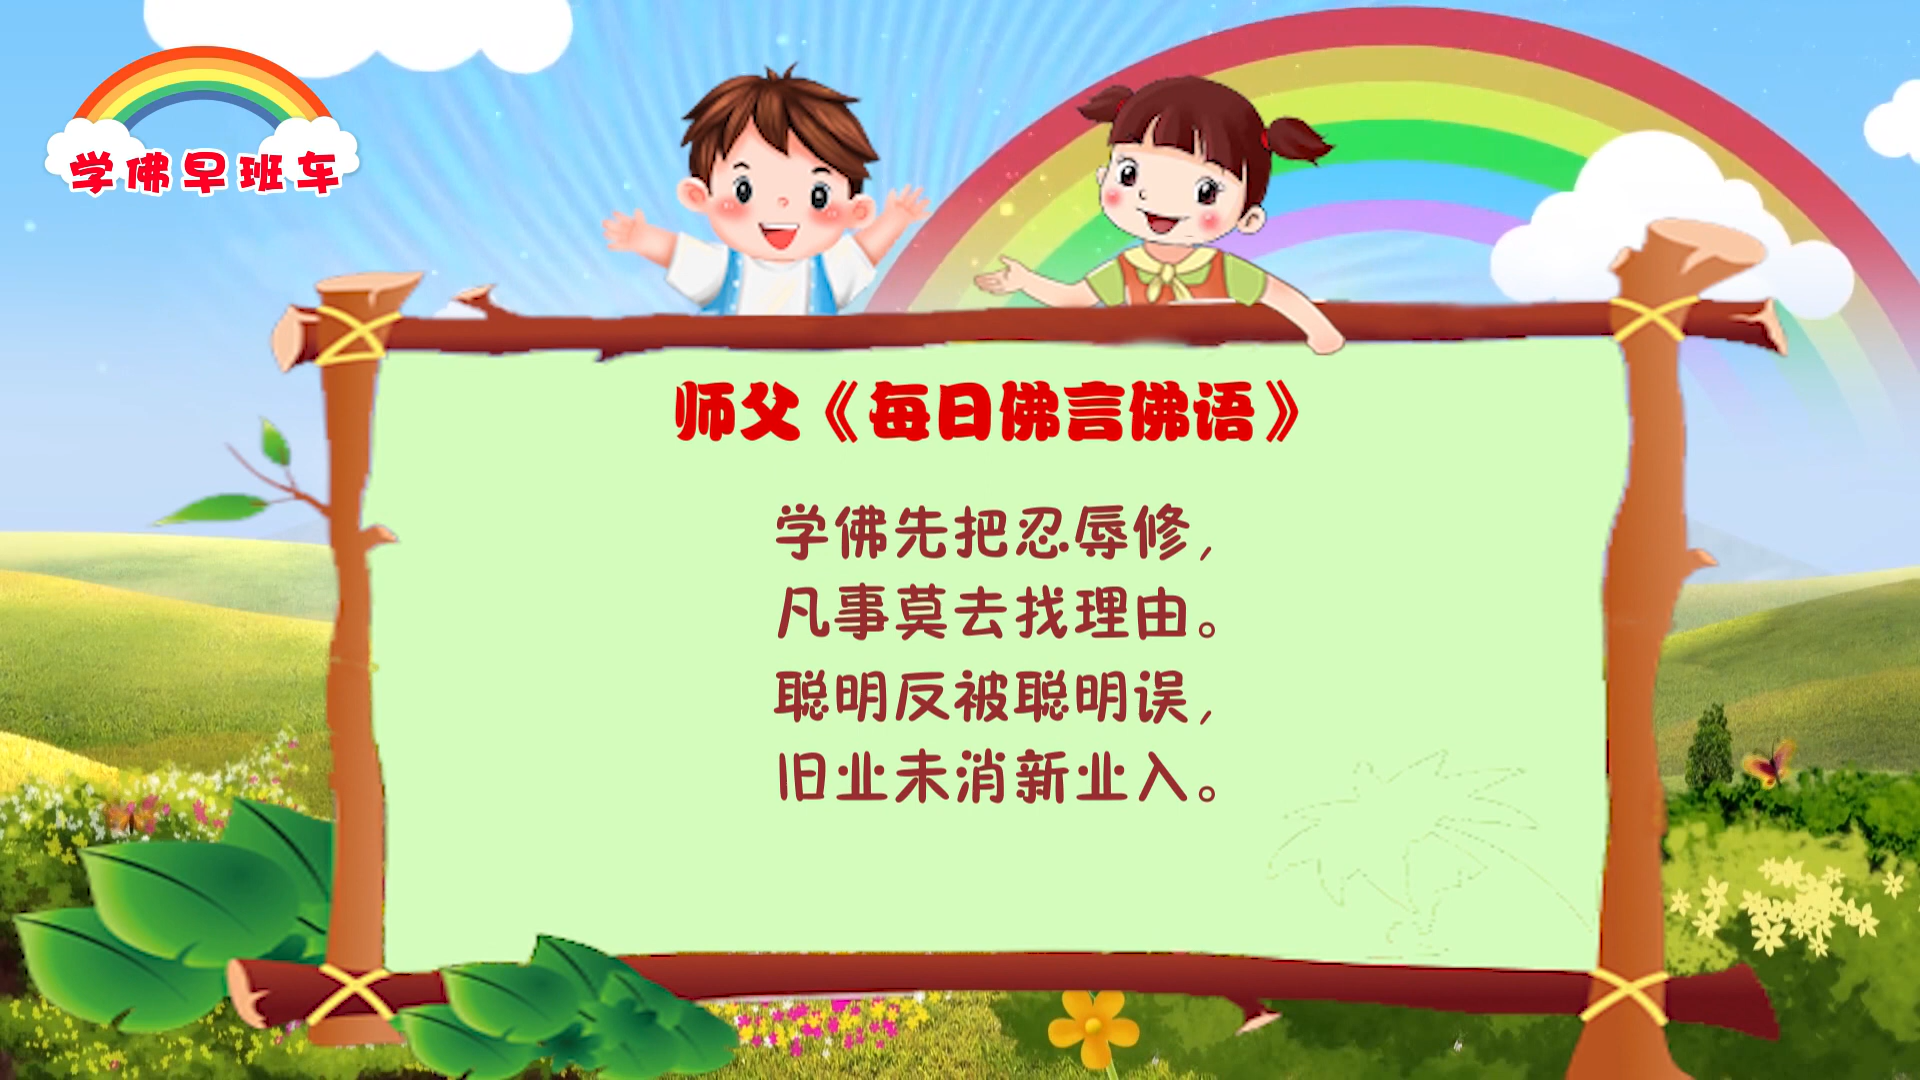 学佛早班车
师父《每日佛言佛语》
学佛先把忍辱修，
凡事莫去找理由。
聪明反被聪明误，
旧业未消新业入。